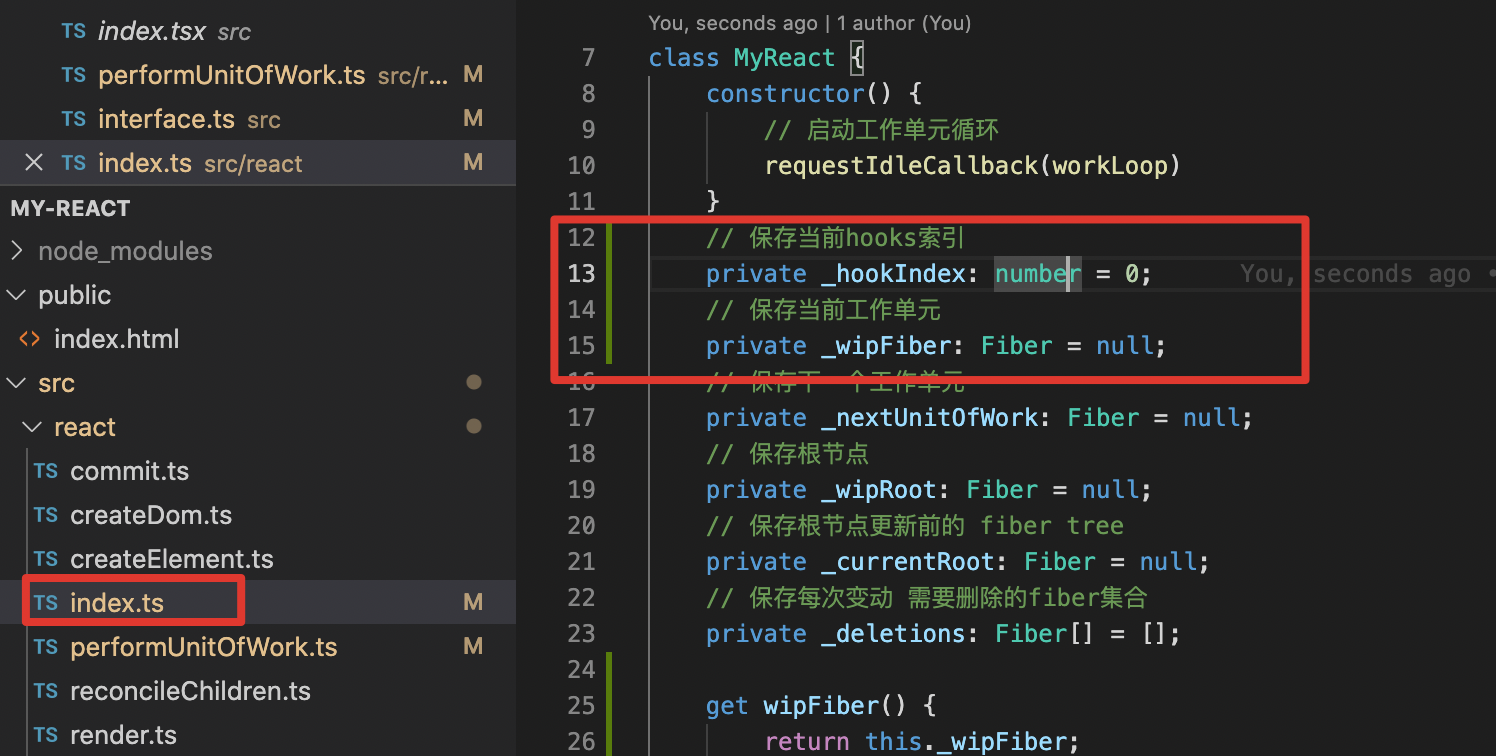 TS index.tsx src
TS performUnitOfWork.ts src/r... M
TS interface.ts src M
TS index.ts src/react M
MY-REACT
node_modules
public
<> index.html
src
react
TS commit.ts
TS createDom.ts
TS createElement.ts
TS index.ts M
TS performUnitOfWork.ts M
TS reconcileChildren.ts
TS render.ts
You, seconds ago | 1 author (You)
7 class MyReact {
8 constructor() {
9 // 启动工作单元循环
10 requestIdleCallback(workLoop)
11 }
12 // 保存当前hooks索引
13 private _hookIndex: number = 0; You, seconds ago •
14 // 保存当前工作单元
15 private _wipFiber: Fiber = null;
16 // 保存下一个工作单元
17 private _nextUnitOfWork: Fiber = null;
18 // 保存根节点
19 private _wipRoot: Fiber = null;
20 // 保存根节点更新前的 fiber tree
21 private _currentRoot: Fiber = null;
22 // 保存每次变动 需要删除的fiber集合
23 private _deletions: Fiber[] = [];
24
25 get wipFiber() {
26 return this._wipFiber;